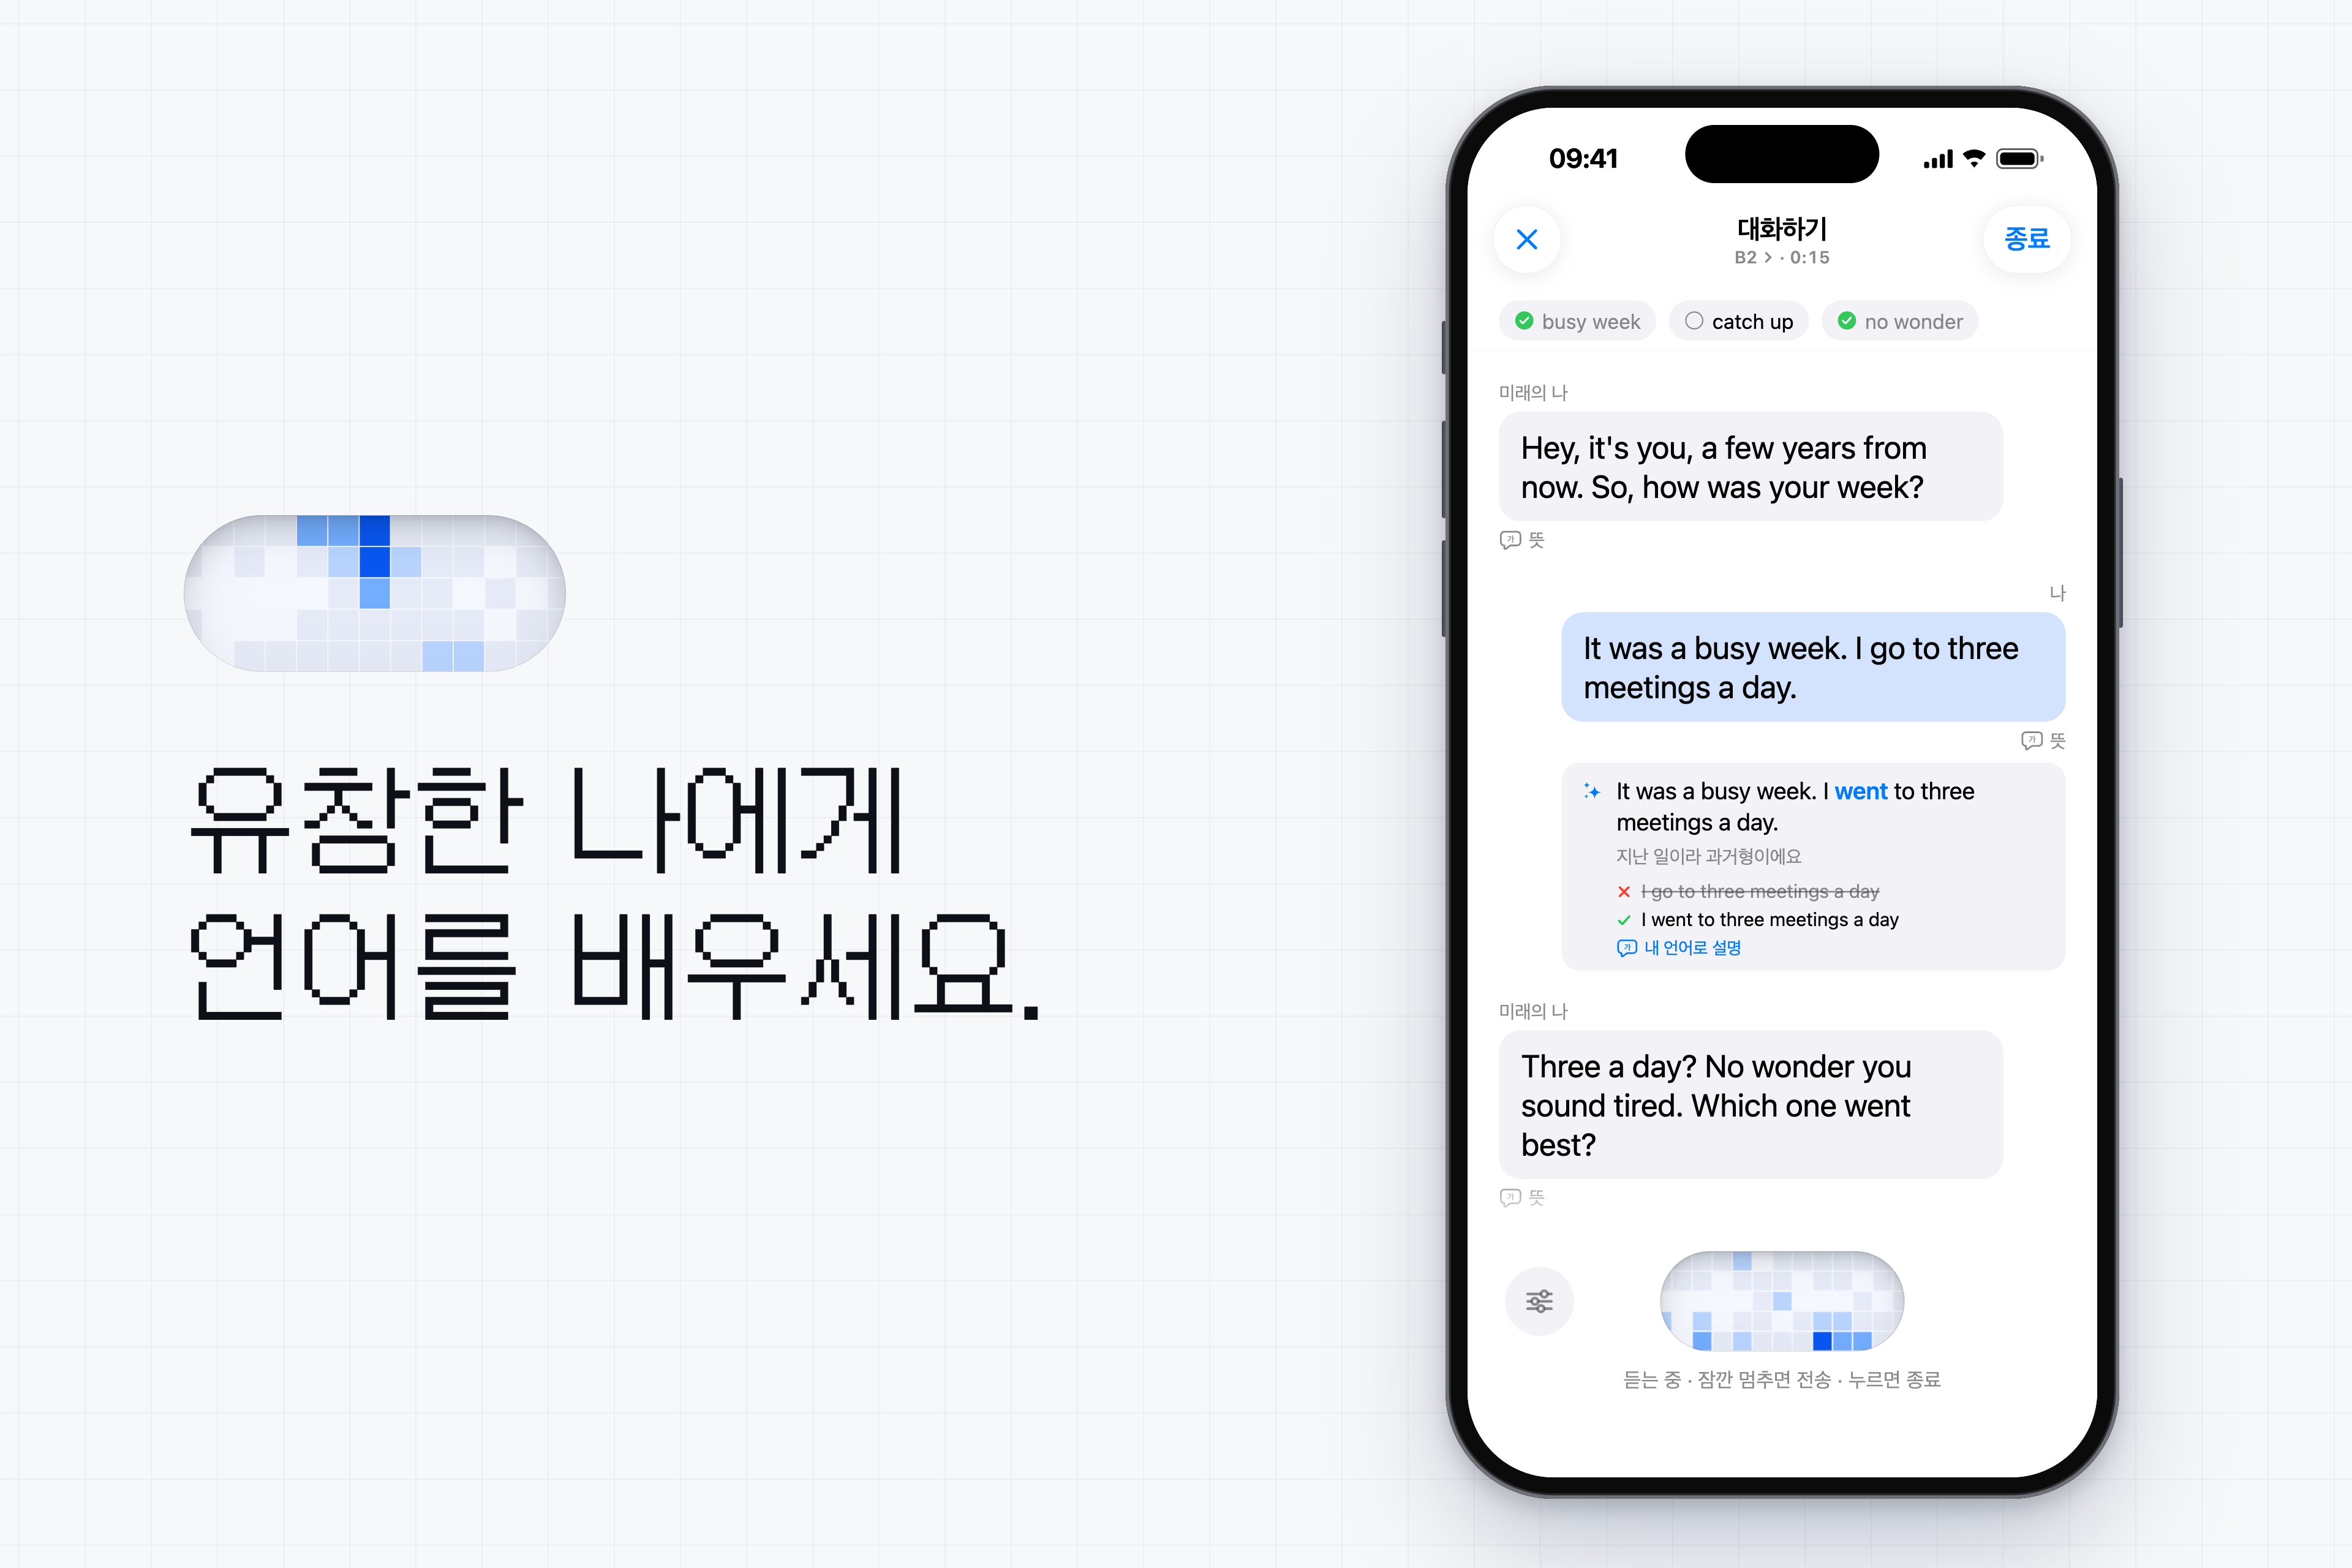 유창한 나에게
언어를 배우세요.
09:41
대화하기
B2 > · 0:15
종료
busy week
catch up
no wonder
미래의 나
Hey, it's you, a few years from
now. So, how was your week?
가 뜻
나
It was a busy week. I go to three
meetings a day.
가 뜻
It was a busy week. I went to three
meetings a day.
지난 일이라 과거형이에요
I go to three meetings a day
I went to three meetings a day
가 내 언어로 설명
미래의 나
Three a day? No wonder you
sound tired. Which one went
best?
가 뜻
듣는 중 · 잠깐 멈추면 전송 · 누르면 종료